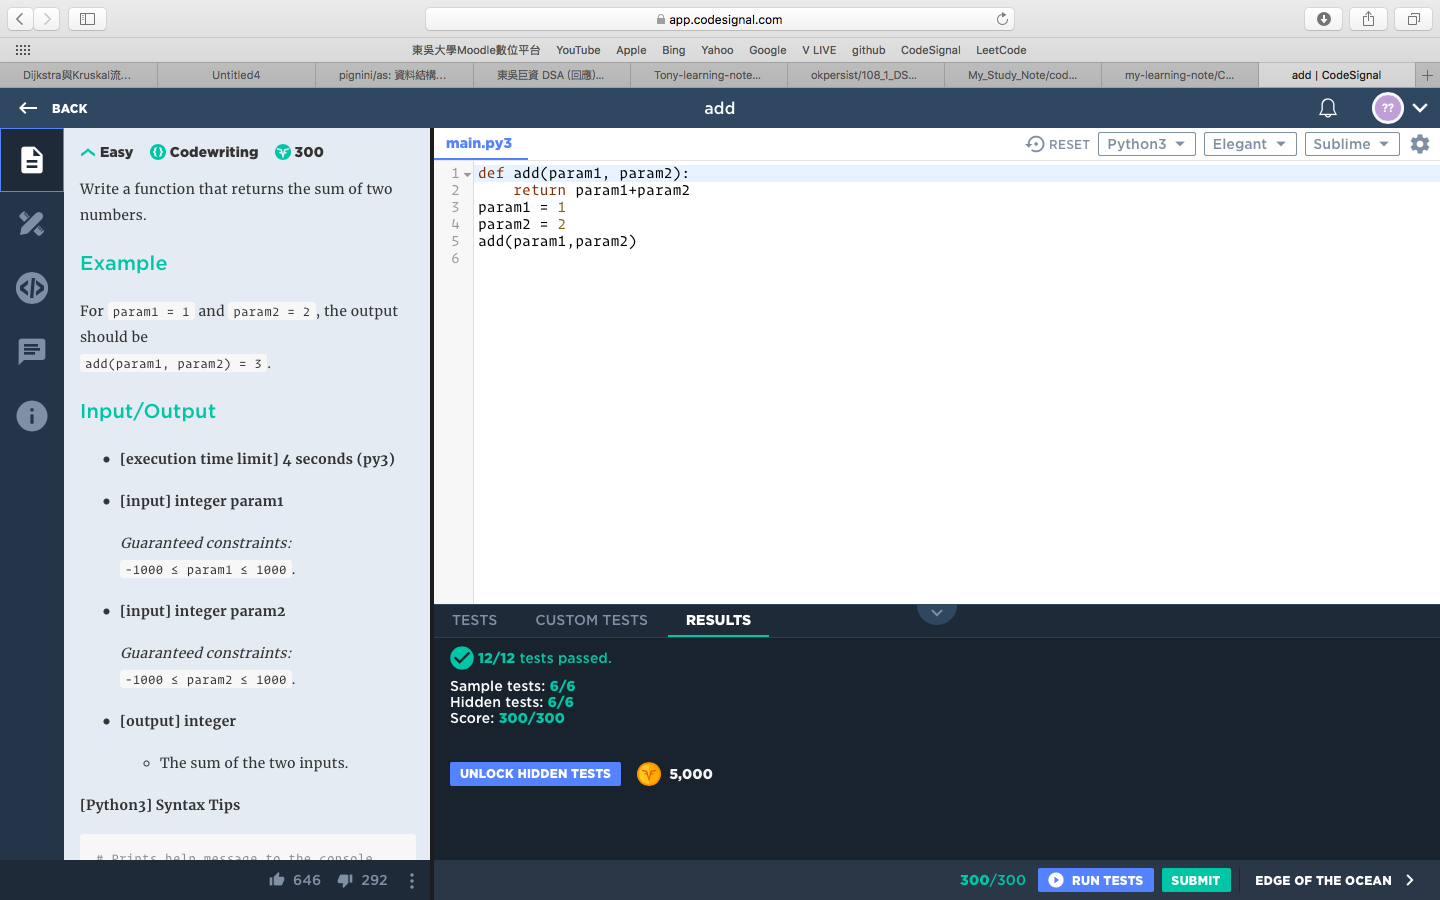 app.codesignal.com
東吳大學Moodle數位平台 YouTube Apple Bing Yahoo Google V LIVE github CodeSignal LeetCode
Dijkstra與Kruskal流... Untitled4 pignini/as: 資料結構... 東吳巨資 DSA (回應)... Tony-learning-note... okpersist/108_1_DS... My_Study_Note/cod... my-learning-note/C... add | CodeSignal
BACK
add
??
Easy Codewriting 300
Write a function that returns the sum of two
numbers.
Example
For param1 = 1 and param2 = 2 , the output
should be
add(param1, param2) = 3 .
Input/Output
[execution time limit] 4 seconds (py3)
[input] integer param1
Guaranteed constraints:
-1000 ≤ param1 ≤ 1000 .
[input] integer param2
Guaranteed constraints:
-1000 ≤ param2 ≤ 1000 .
[output] integer
The sum of the two inputs.
[Python3] Syntax Tips
# Prints help message to the console
646 292
main.py3
RESET Python3 Elegant Sublime
1 def add(param1, param2):
2 return param1+param2
3 param1 = 1
4 param2 = 2
5 add(param1,param2)
6
TESTS CUSTOM TESTS RESULTS
12/12 tests passed.
Sample tests: 6/6
Hidden tests: 6/6
Score: 300/300
UNLOCK HIDDEN TESTS 5,000
300/300 RUN TESTS SUBMIT EDGE OF THE OCEAN